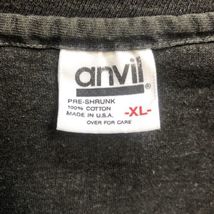 anvil
PRE-SHRUNK
100% COTTON
MADE IN U.S.A.
-XL-
OVER FOR CARE